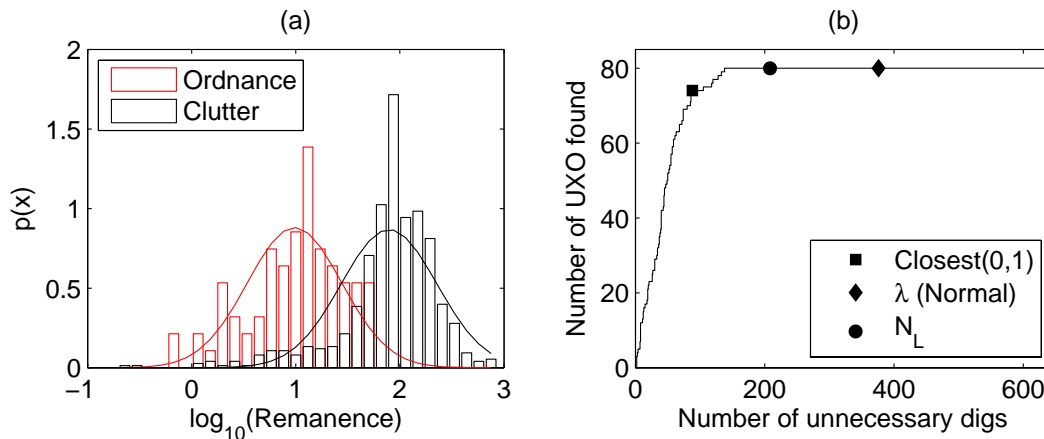 (a)
2
1.5
1
0.5
0
−1
0
1
2
3
p(x)
log10(Remanence)
Ordnance
Clutter
(b)
80
60
40
20
0
0
200
400
600
Number of UXO found
Number of unnecessary digs
Closest(0,1)
λ (Normal)
N_L